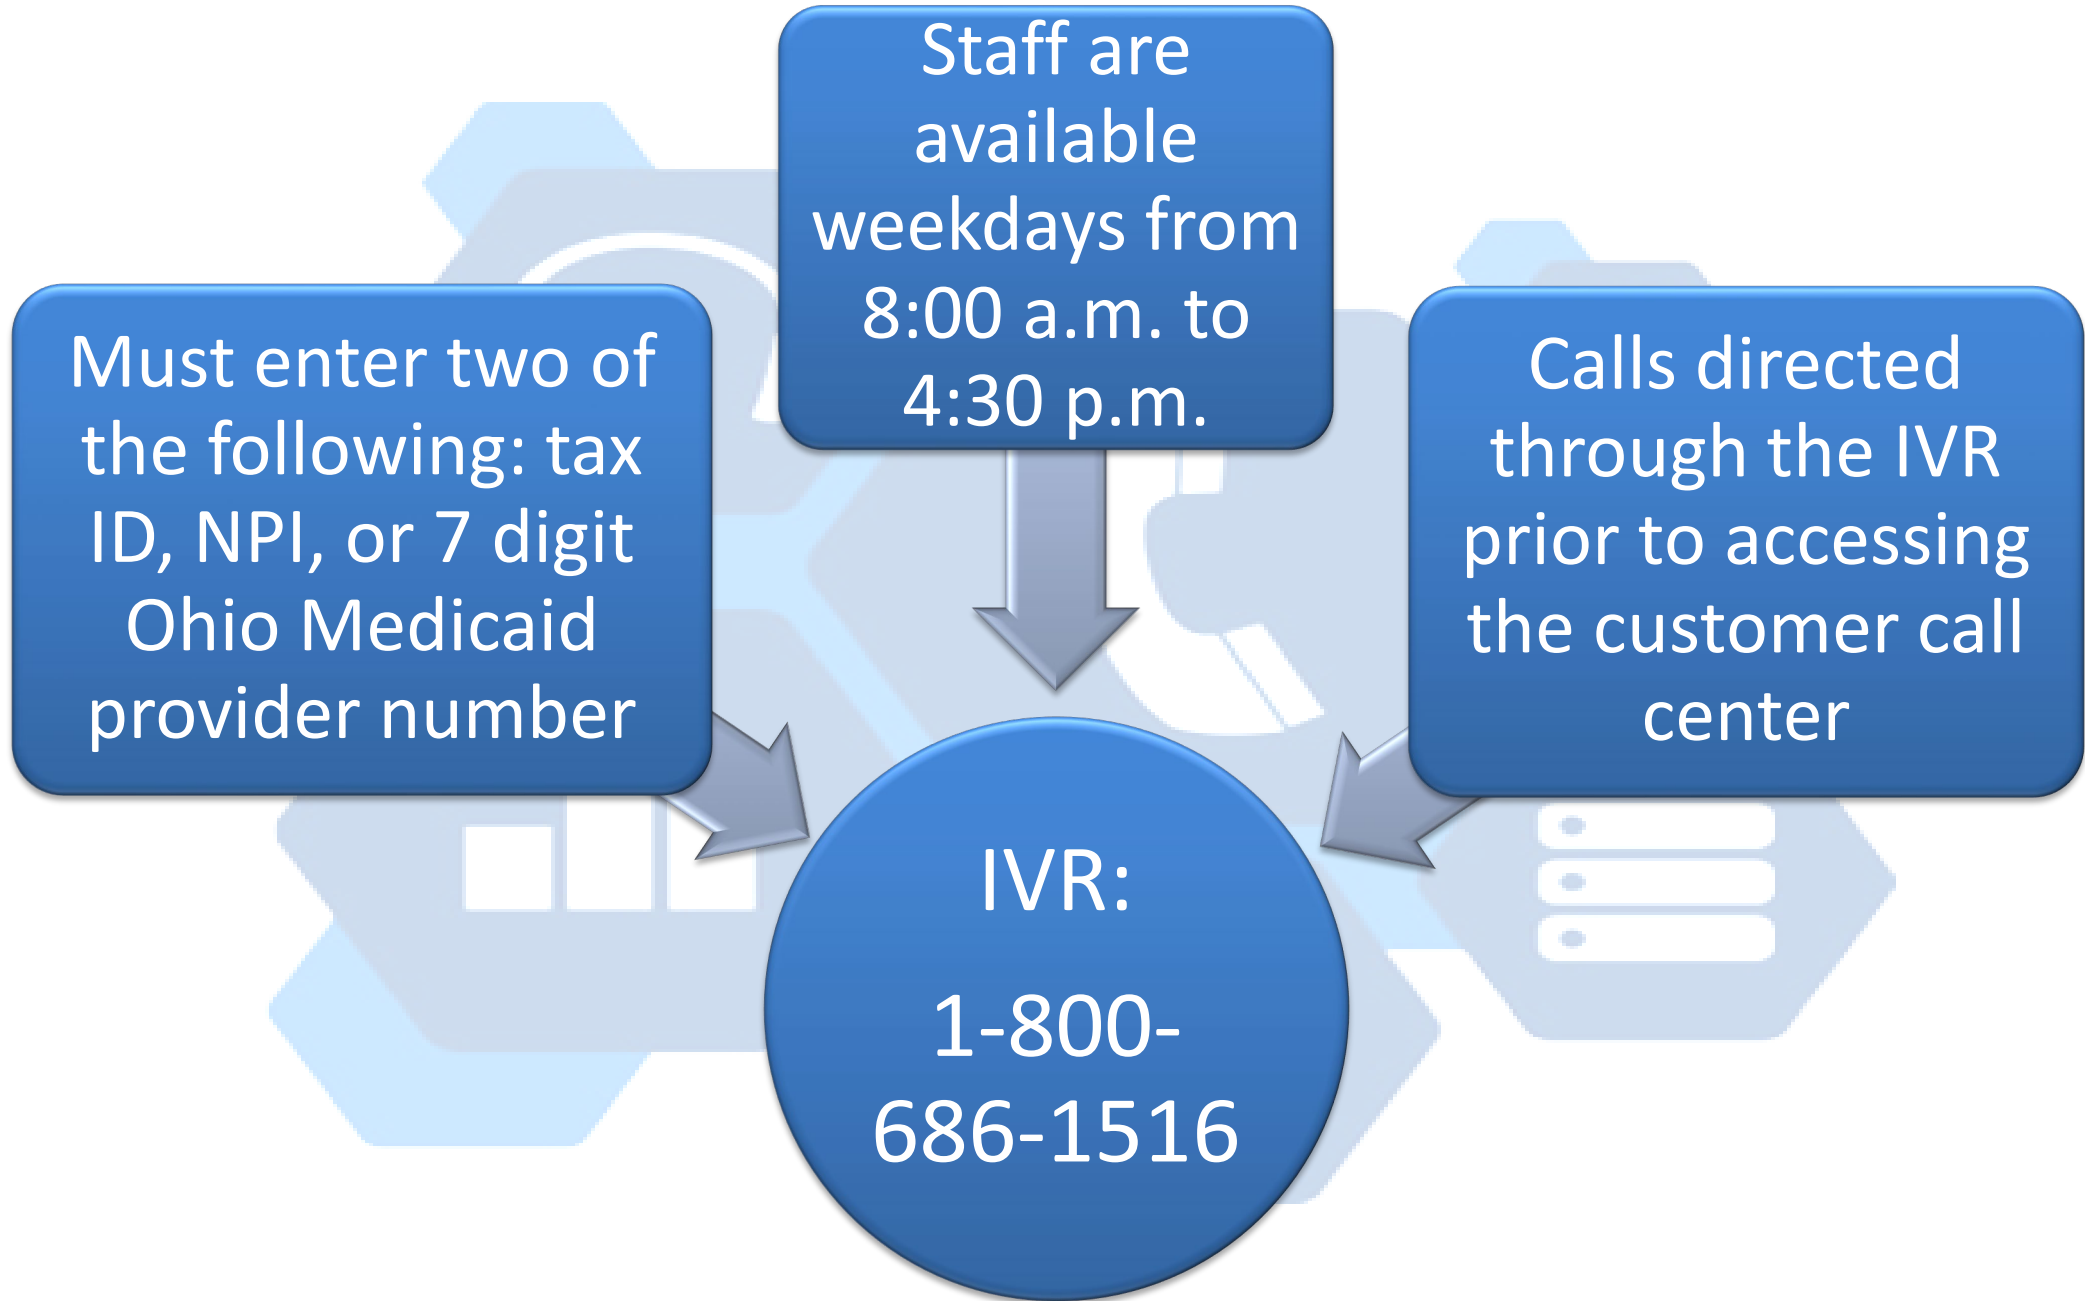 Staff are
available
weekdays from
8:00 a.m. to
4:30 p.m.
Must enter two of
the following: tax
ID, NPI, or 7 digit
Ohio Medicaid
provider number
Calls directed
through the IVR
prior to accessing
the customer call
center
IVR:
1-800-
686-1516